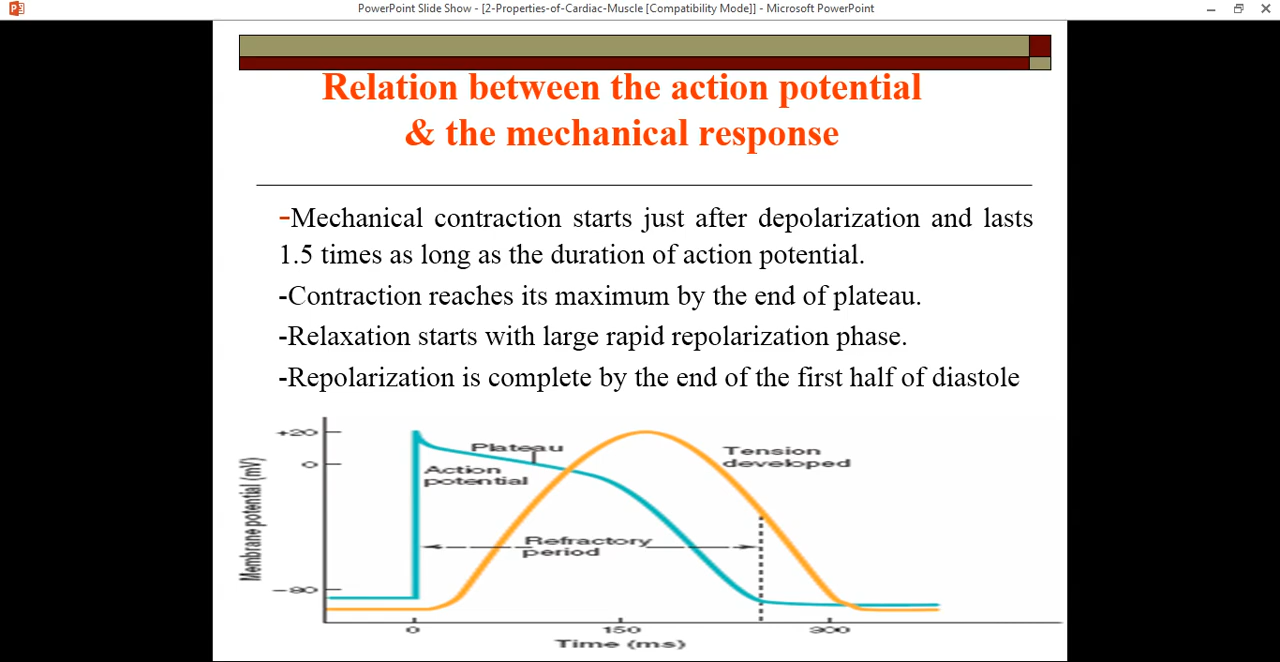 PowerPoint Slide Show - [2-Properties-of-Cardiac-Muscle [Compatibility Mode]] - Microsoft PowerPoint
Relation between the action potential
& the mechanical response
-Mechanical contraction starts just after depolarization and lasts
1.5 times as long as the duration of action potential.
-Contraction reaches its maximum by the end of plateau.
-Relaxation starts with large rapid repolarization phase.
-Repolarization is complete by the end of the first half of diastole
+20
0
-90
Membrane potential (mV)
Plateau
Action
potential
Tension
developed
Refractory
period
0
150
300
Time (ms)